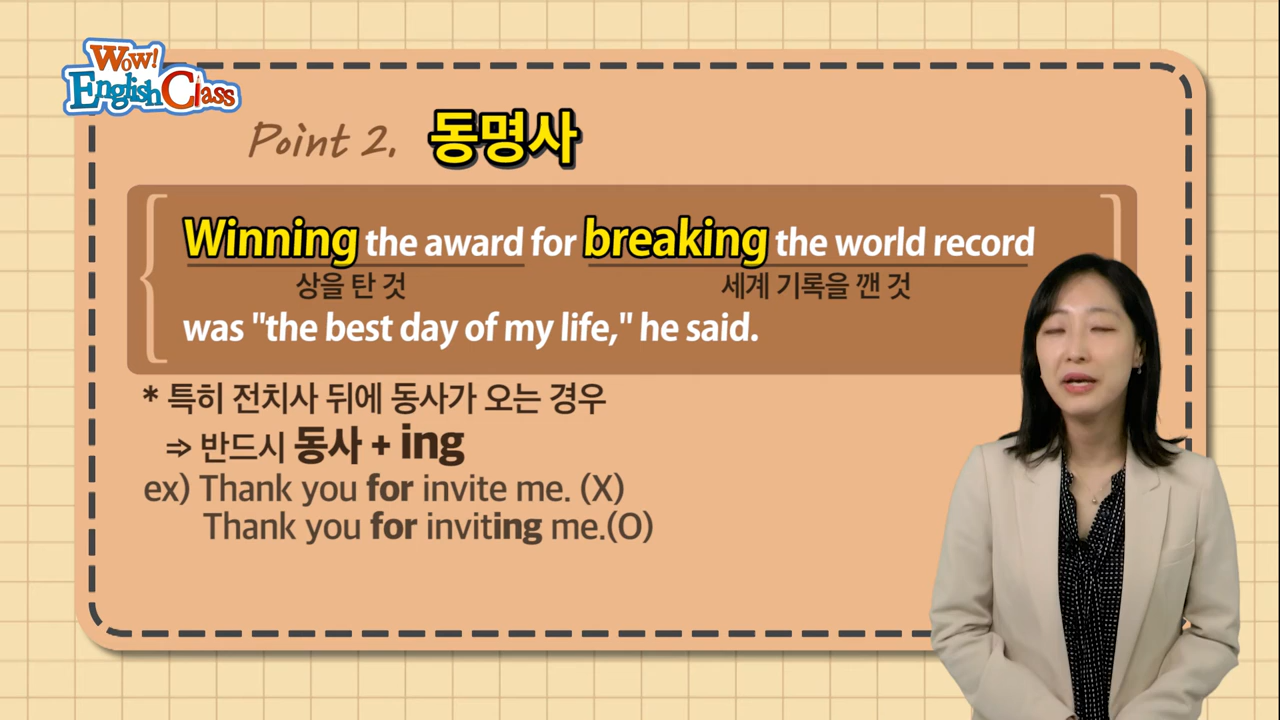 Wow!
English Class
Point 2. 동명사
Winning the award for breaking the world record
상을 탄 것 세계 기록을 깬 것
was "the best day of my life," he said.
* 특히 전치사 뒤에 동사가 오는 경우
⇒ 반드시 동사 + ing
ex) Thank you for invite me. (X)
Thank you for inviting me.(O)